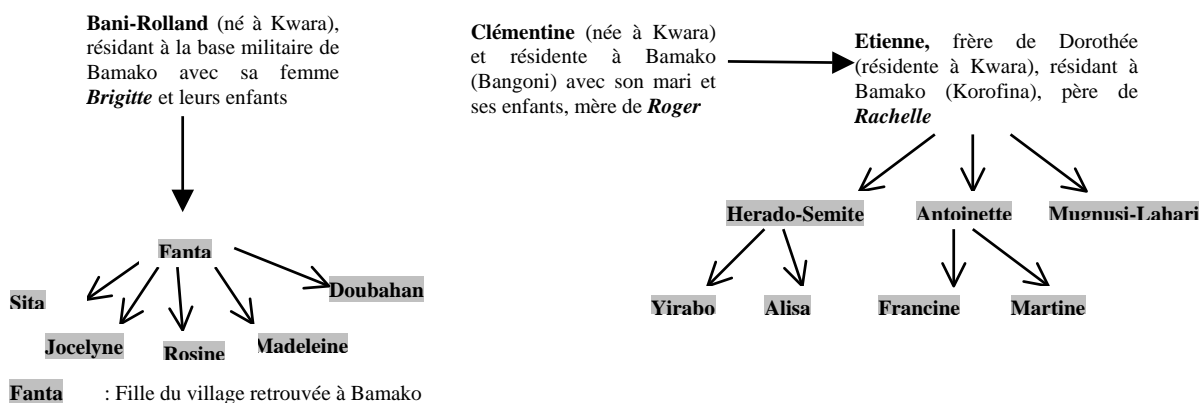 Bani-Rolland (né à Kwara),
résidant à la base militaire de
Bamako avec sa femme
Brigitte et leurs enfants
Clémentine (née à Kwara)
et résidente à Bamako
(Bangoni) avec son mari et
ses enfants, mère de Roger
Etienne, frère de Dorothée
(résidente à Kwara), résidant à
Bamako (Korofina), père de
Rachelle
Herado-Semite Antoinette Mugnusi-Lahari
Fanta
Sita Doubahan
Yirabo Alisa Francine Martine
Jocelyne Rosine Madeleine
Fanta : Fille du village retrouvée à Bamako